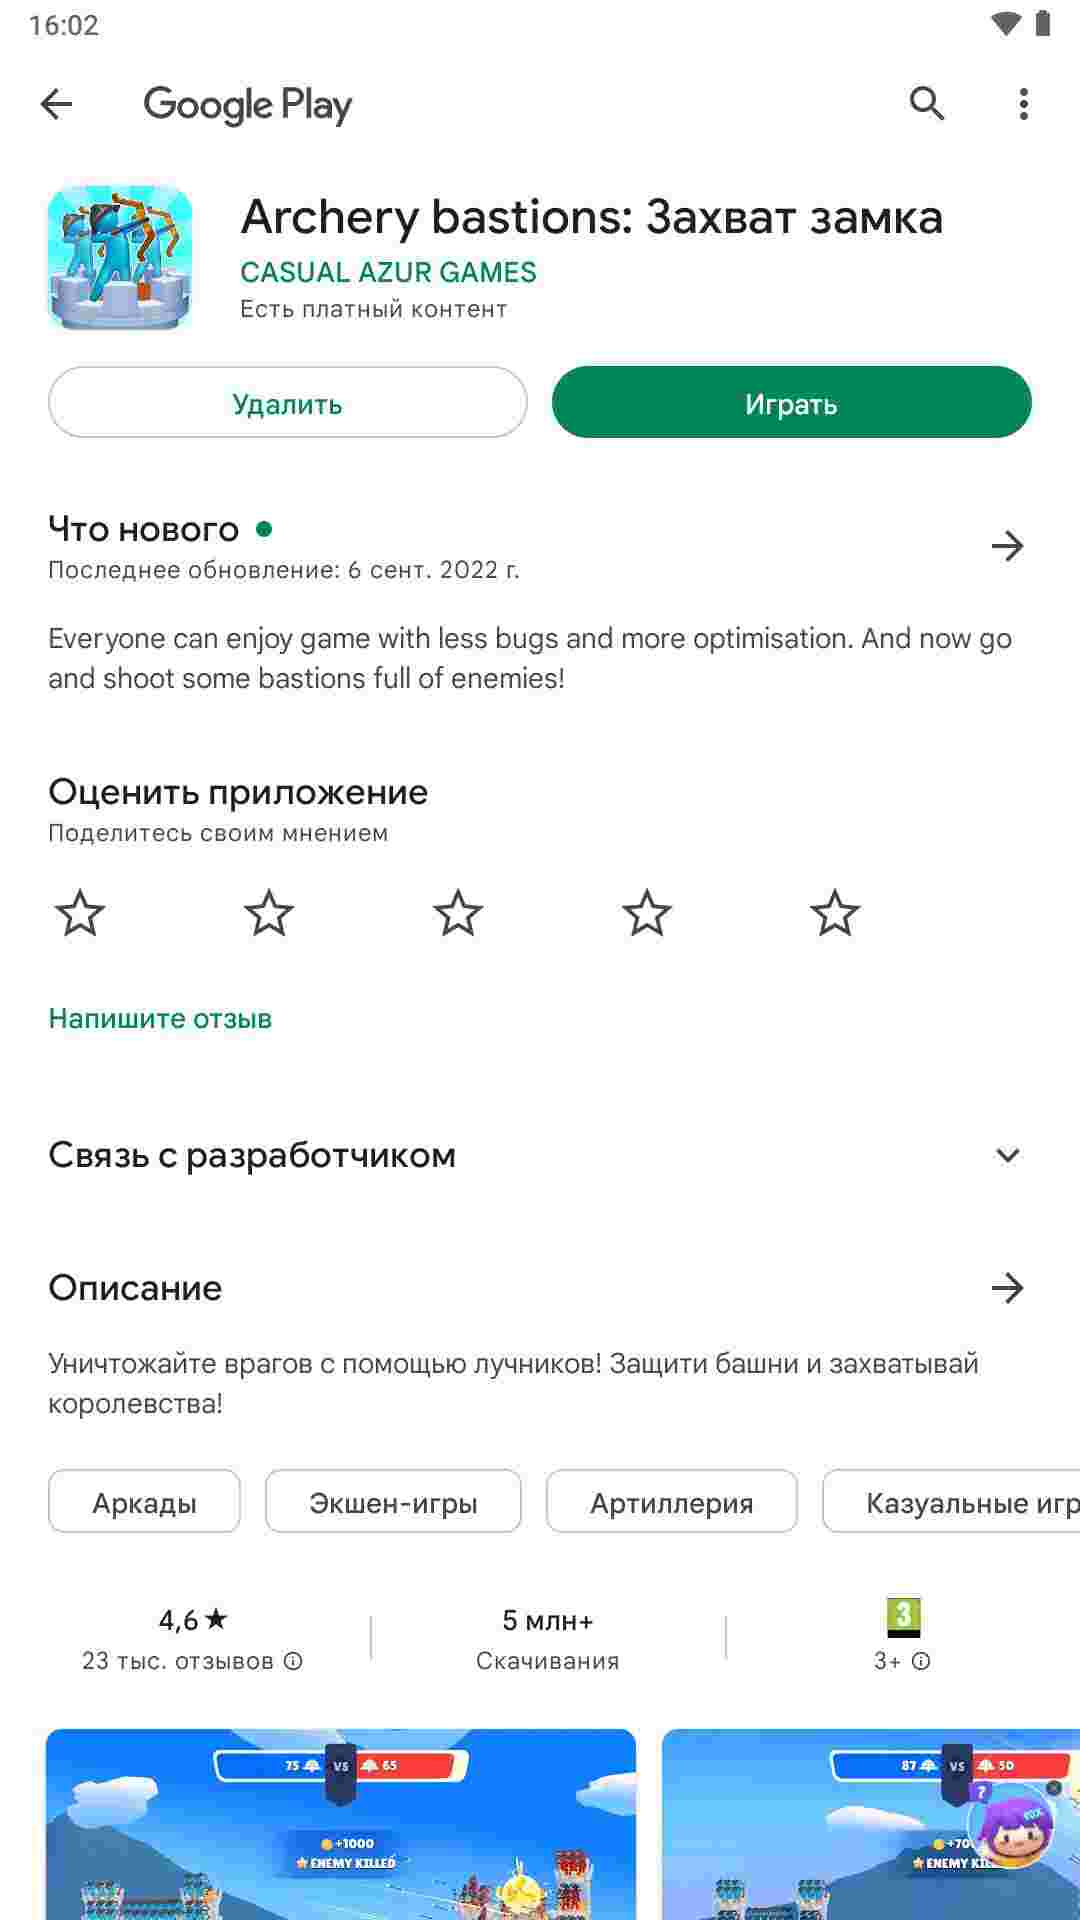 16:02
Google Play
Archery bastions: Захват замка
CASUAL AZUR GAMES
Есть платный контент
Удалить
Играть
Что нового
Последнее обновление: 6 сент. 2022 г.
Everyone can enjoy game with less bugs and more optimisation. And now go
and shoot some bastions full of enemies!
Оценить приложение
Поделитесь своим мнением
Напишите отзыв
Связь с разработчиком
Описание
Уничтожайте врагов с помощью лучников! Защити башни и захватывай
королевства!
Аркады
Экшен-игры
Артиллерия
Казуальные игр
4,6 ★
23 тыс. отзывов
5 млн+
Скачивания
3
3+
75 VS 65
+1000
ENEMY KILLED
87 VS 50
?
+70
ENEMY KI